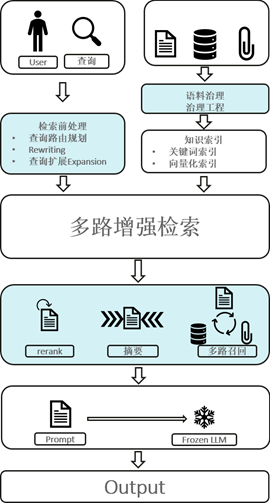 User
查询
检索前处理
• 查询路由规划
• Rewriting
• 查询扩展Expansion
语料治理
治理工程
知识索引
• 关键词索引
• 向量化索引
多路增强检索
rerank
摘要
多路召回
Prompt
Frozen LLM
Output